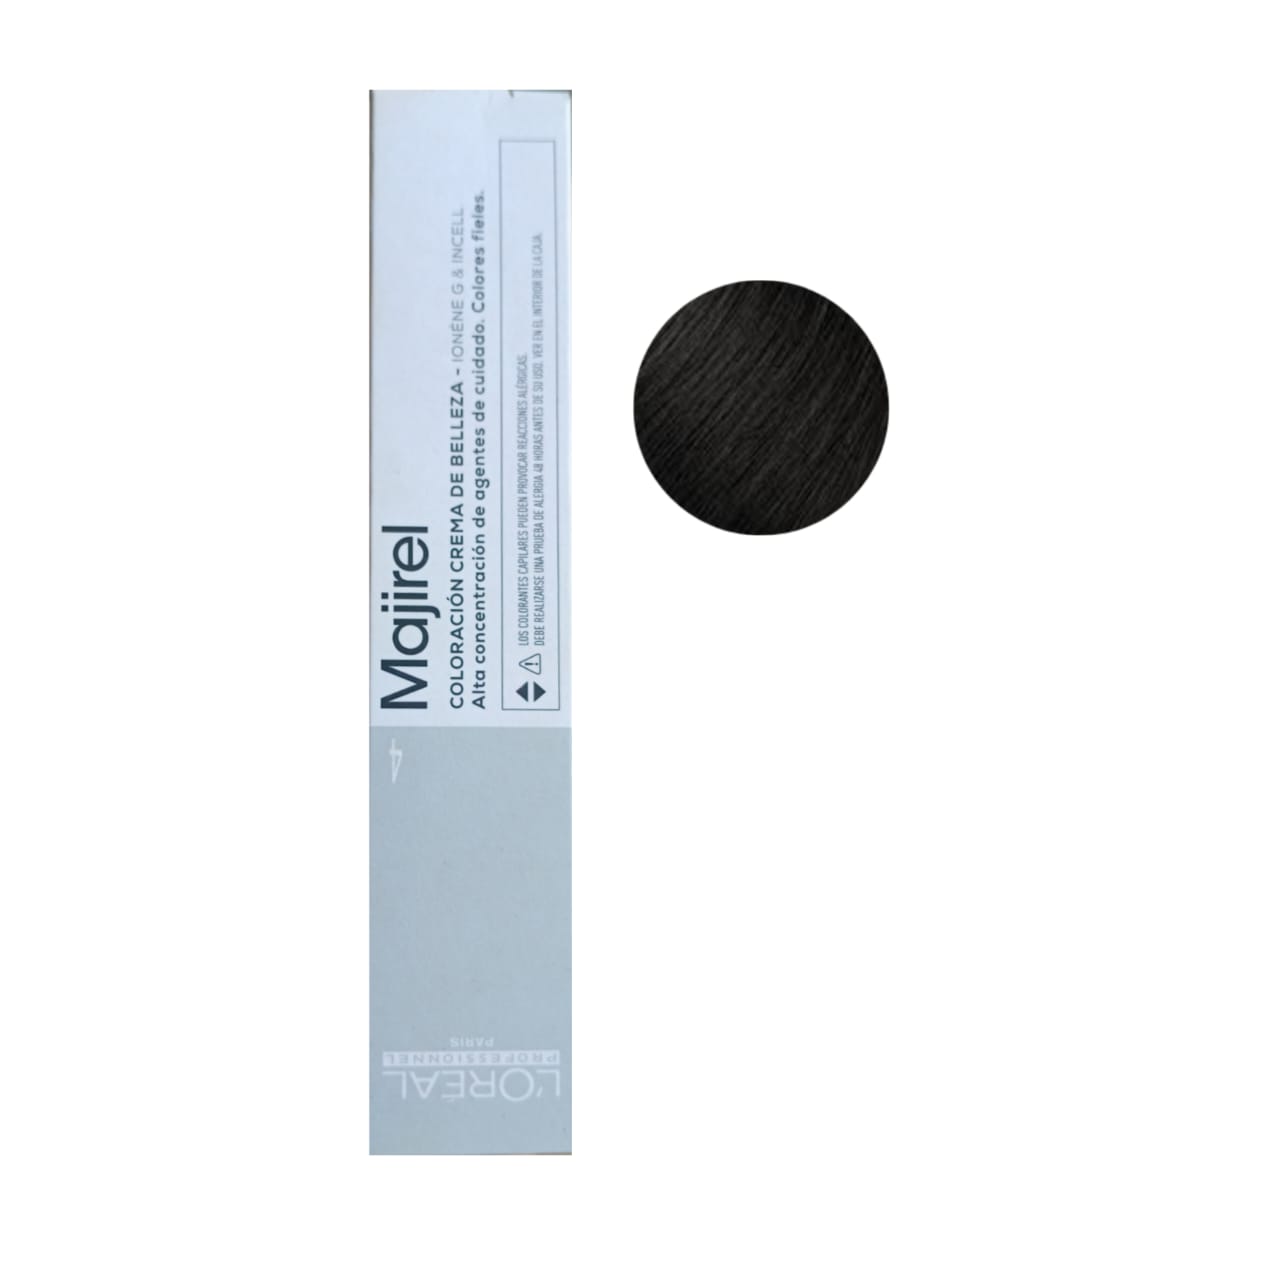 Majirel
COLORACIÓN CREMA DE BELLEZA - IONÈNE G & INCELL
Alta concentración de agentes de cuidado. Colores fieles.
LOS COLORANTES CAPILARES PUEDEN PROVOCAR REACCIONES ALÉRGICAS.
DEBE REALIZARSE UNA PRUEBA DE ALERGIA 48 HORAS ANTES DE SU USO. VER EN EL INTERIOR DE LA CAJA.
4
L'ORÉAL
PROFESSIONNEL
PARIS